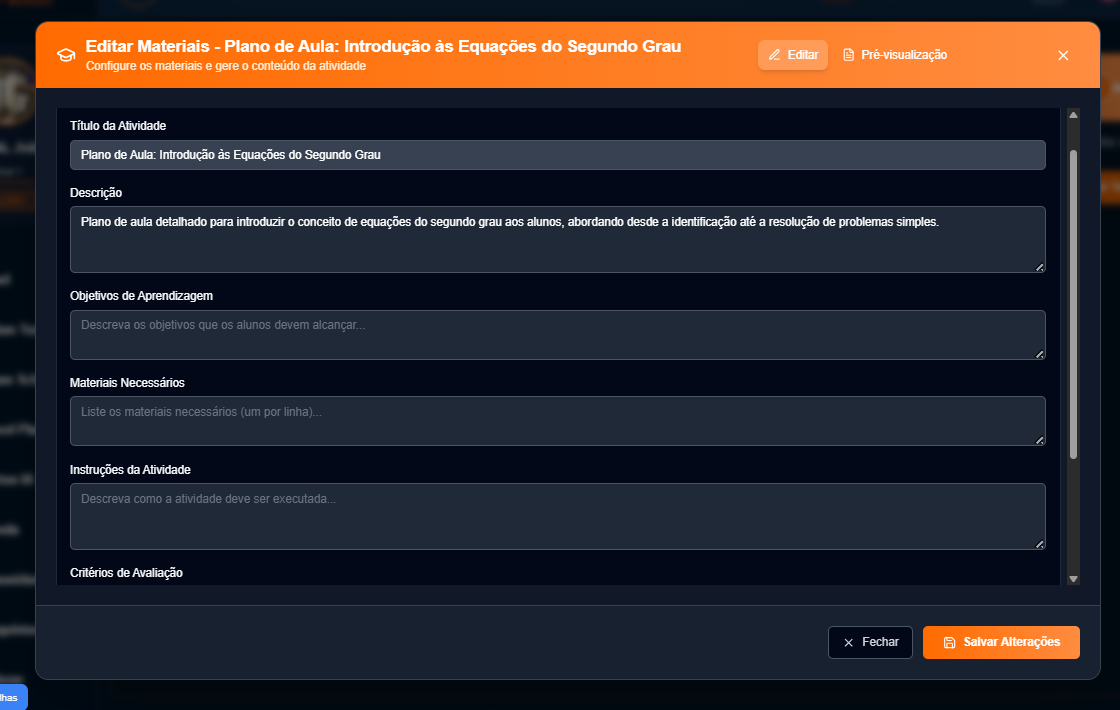 Editar Materiais - Plano de Aula: Introdução às Equações do Segundo Grau
Configure os materiais e gere o conteúdo da atividade
Editar
Pré-visualização
Título da Atividade
Plano de Aula: Introdução às Equações do Segundo Grau
Descrição
Plano de aula detalhado para introduzir o conceito de equações do segundo grau aos alunos, abordando desde a identificação até a resolução de problemas simples.
Objetivos de Aprendizagem
Descreva os objetivos que os alunos devem alcançar...
Materiais Necessários
Liste os materiais necessários (um por linha)...
Instruções da Atividade
Descreva como a atividade deve ser executada...
Critérios de Avaliação
Fechar
Salvar Alterações
lhas